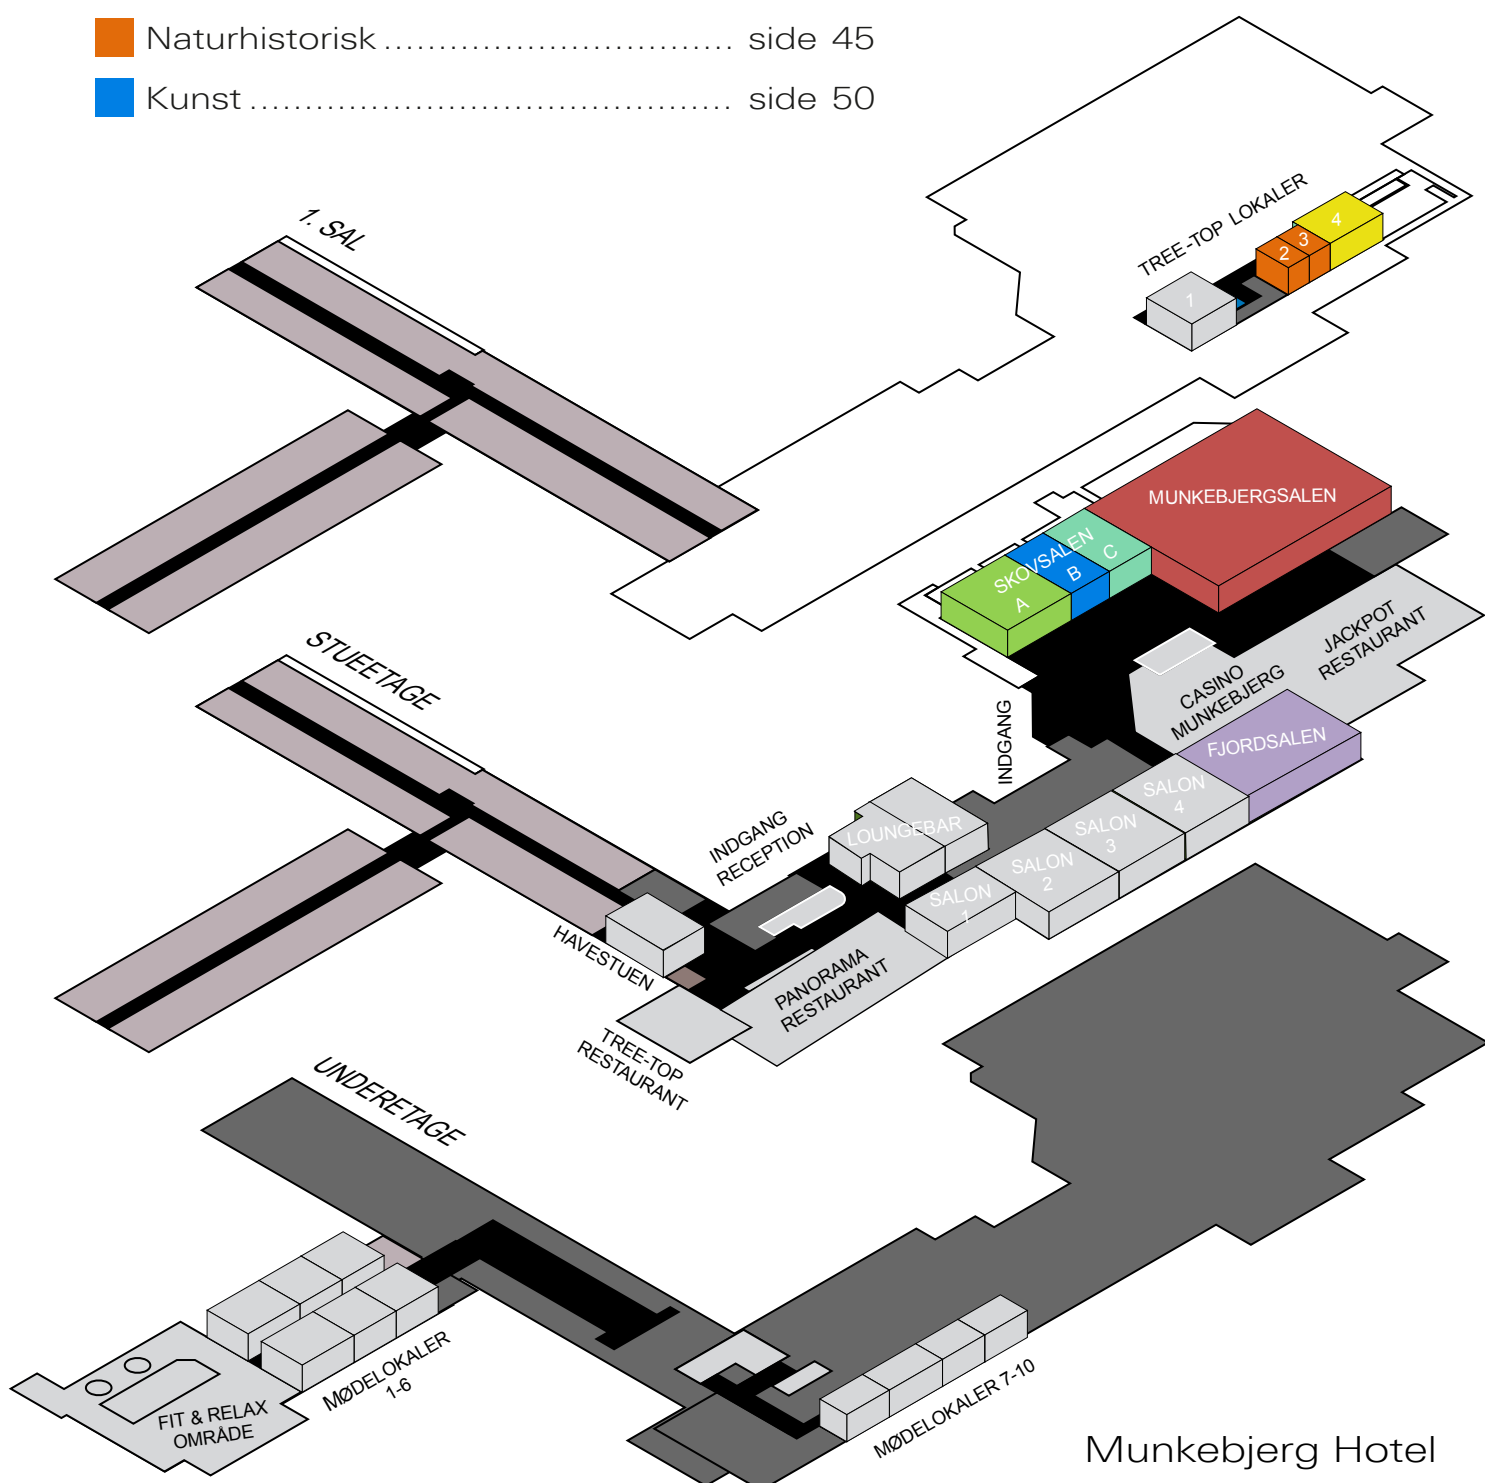 Naturhistorisk ................................ side 45
Kunst ............................................ side 50
1. SAL
TREE-TOP LOKALER
1
2
3
4
STUEETAGE
MUNKEBJERGSALEN
SKOVSALEN
A
B
C
JACKPOT
RESTAURANT
CASINO
MUNKEBJERG
FJORDSALEN
INDGANG
SALON
4
SALON
3
SALON
2
SALON
1
LOUNGEBAR
INDGANG
RECEPTION
HAVESTUEN
PANORAMA
RESTAURANT
TREE-TOP
RESTAURANT
UNDERETAGE
MØDELOKALER
1-6
FIT & RELAX
OMRÅDE
MØDELOKALER 7-10
Munkebjerg Hotel